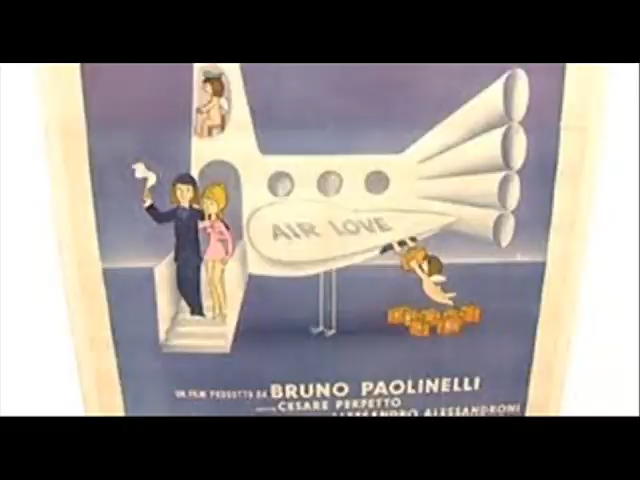 AIR LOVE
UN FILM PRODOTTO DA BRUNO PAOLINELLI
CESARE PERFETTO
ALESSANDRO ALESSANDRONI